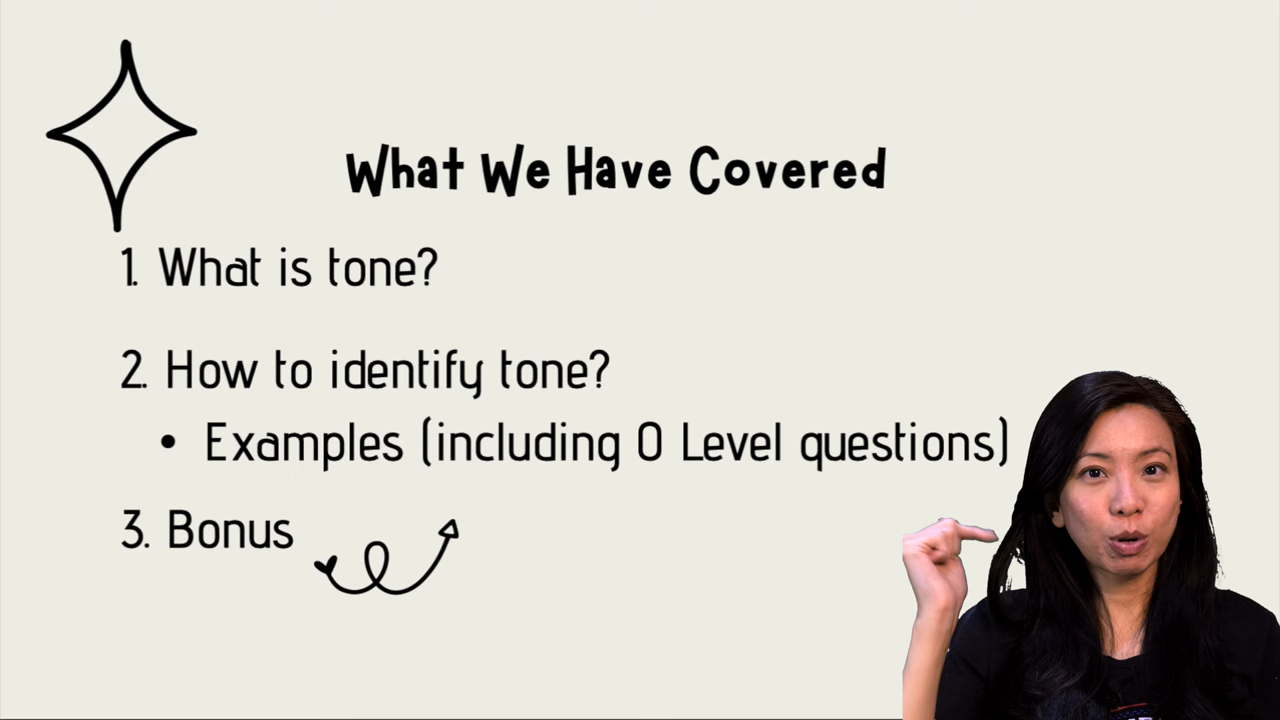 What We Have Covered
1. What is tone?
2. How to identify tone?
• Examples (including O Level questions)
3. Bonus